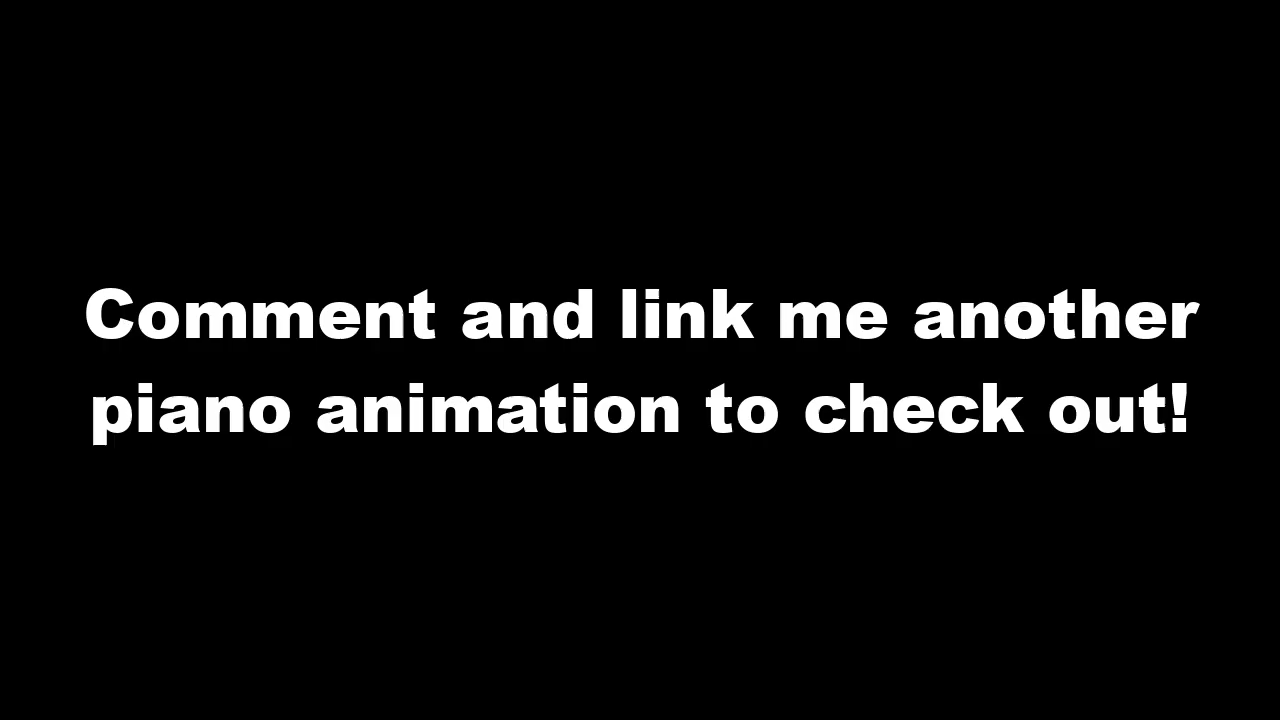 Comment and link me another
piano animation to check out!